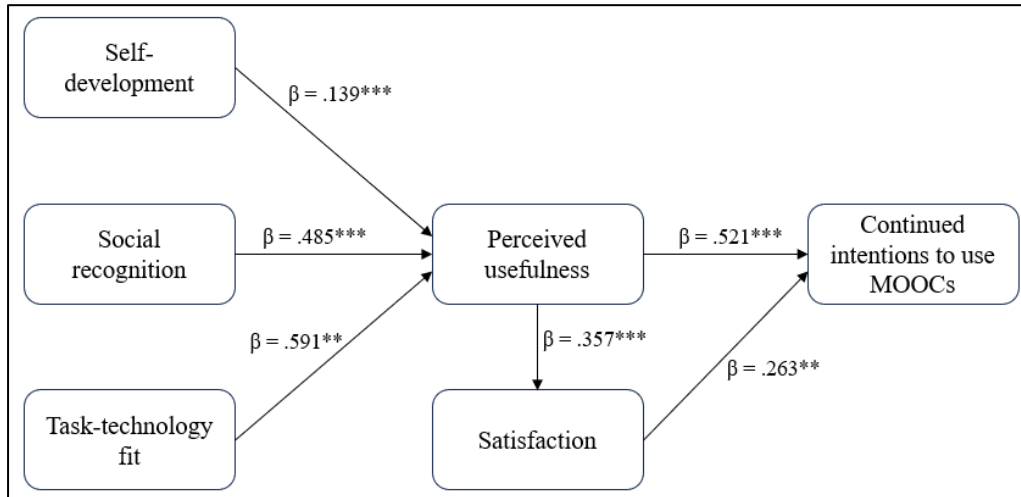 Self-
development
β = .139***
Social
recognition
β = .485***
Perceived
usefulness
β = .521***
Continued
intentions to use
MOOCs
β = .591**
β = .357***
β = .263**
Task-technology
fit
Satisfaction